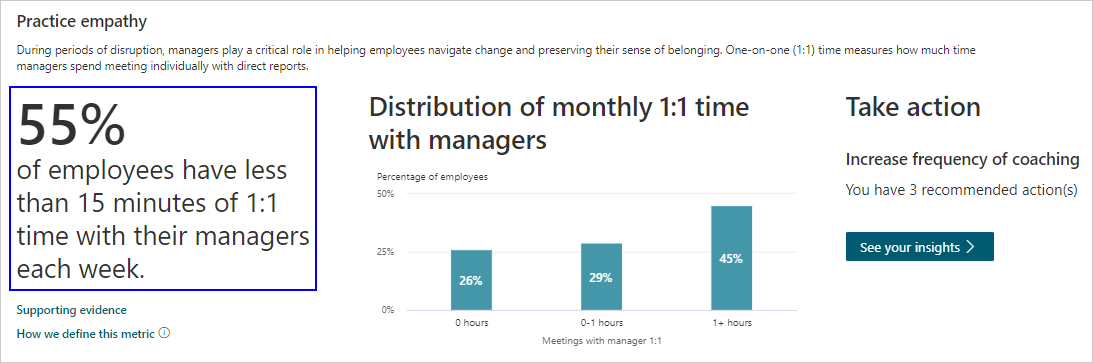 Practice empathy
During periods of disruption, managers play a critical role in helping employees navigate change and preserving their sense of belonging. One-on-one (1:1) time measures how much time
managers spend meeting individually with direct reports.
55%
of employees have less
than 15 minutes of 1:1
time with their managers
each week.
Supporting evidence
How we define this metric
Distribution of monthly 1:1 time
with managers
Percentage of employees
50%
25%
0%
26%
29%
45%
0 hours
0-1 hours
1+ hours
Meetings with manager 1:1
Take action
Increase frequency of coaching
You have 3 recommended action(s)
See your insights